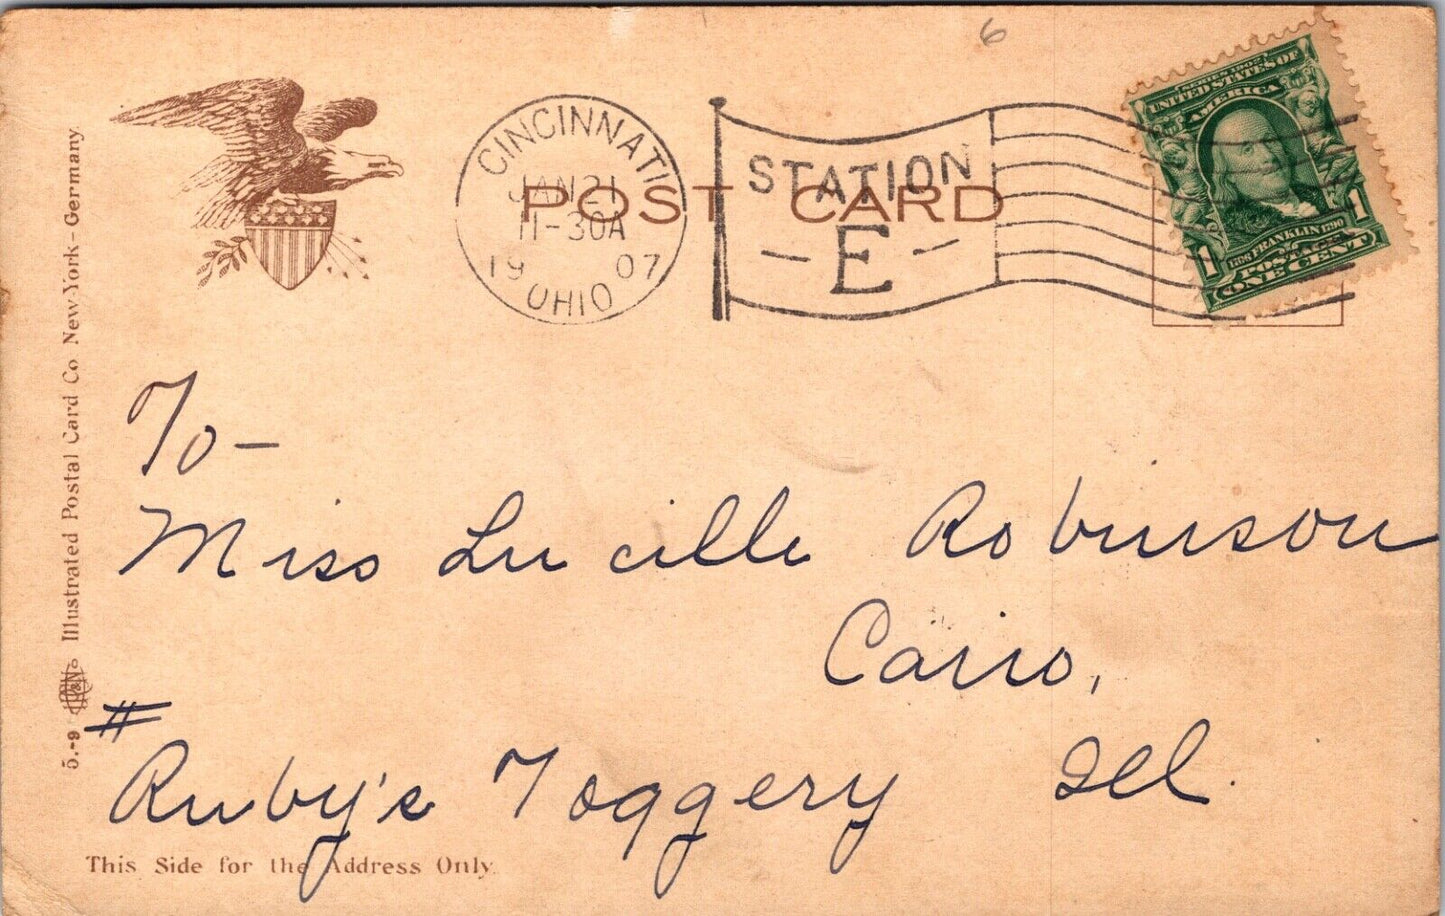 6
CINCINNATI
JAN 21
11-30A
19 07
OHIO
POST CARD
STATION
- E -
SERIES 1902
UNITED STATES OF
AMERICA
1 1
1706 FRANKLIN 1790
POSTAGE
ONE CENT
5.-9 Illustrated Postal Card Co New-York-Germany
To-
Miss Lucille Robinson
Cairo,
#
Ruby's Toggery Ill.
This Side for the Address Only.